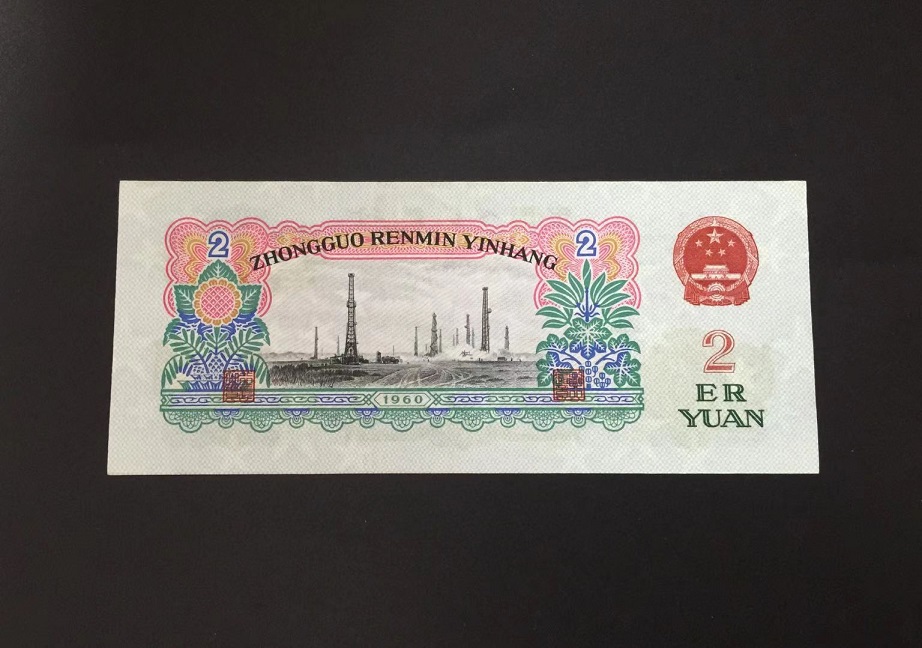 2
ZHONGGUO RENMIN YINHANG
2
1960
2
ER
YUAN